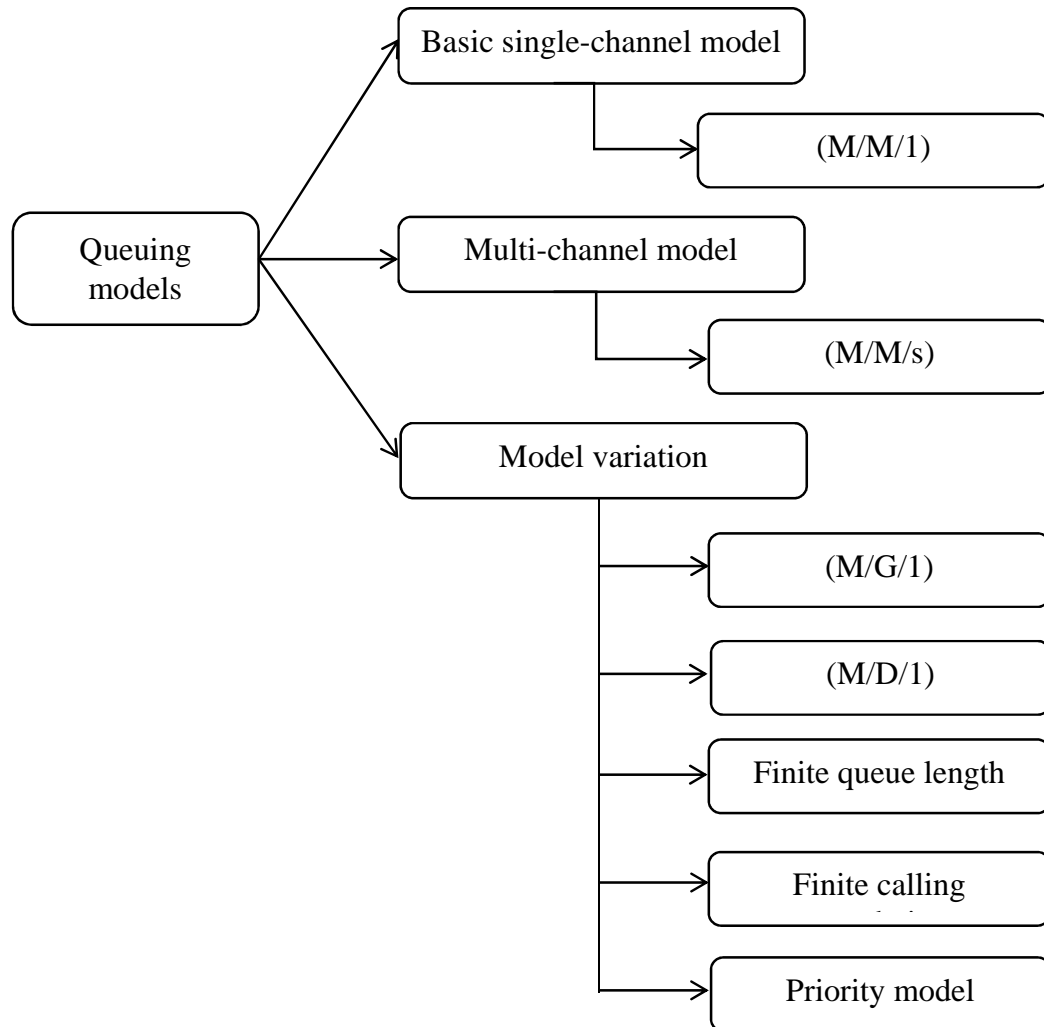 Basic single-channel model
(M/M/1)
Queuing
models
Multi-channel model
(M/M/s)
Model variation
(M/G/1)
(M/D/1)
Finite queue length
Finite calling
Priority model